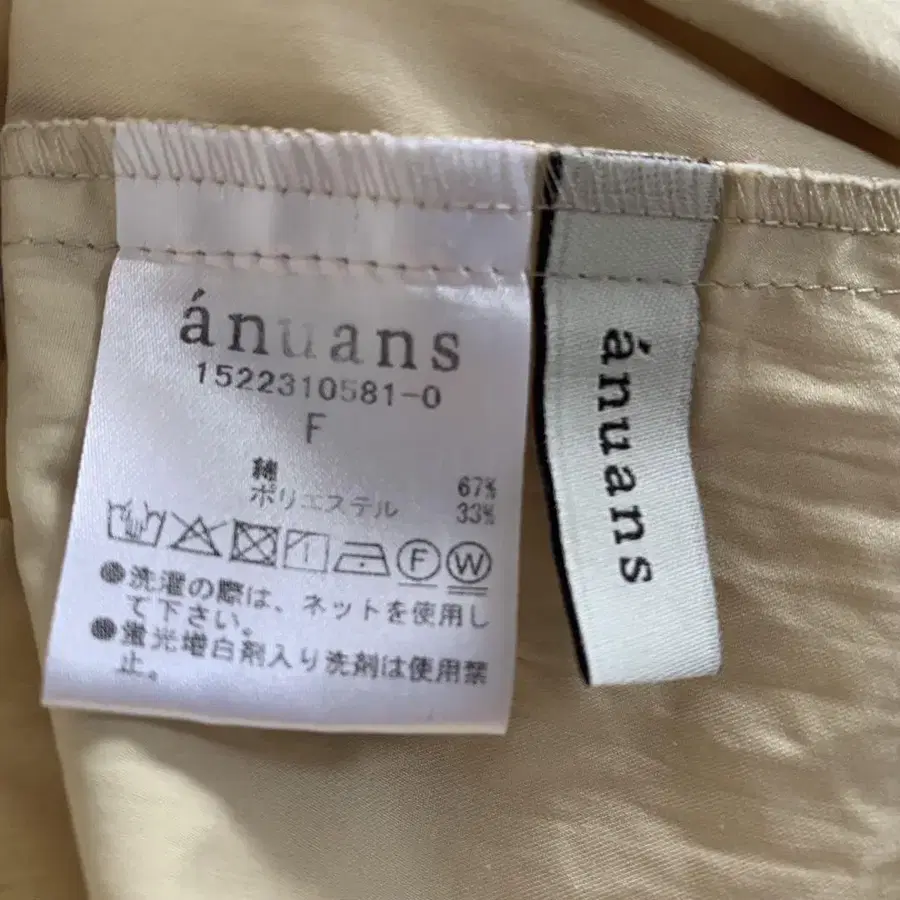 ánuans
1522310581-0
F
綿 67%
ポリエステル 33%
F W
●洗濯の際は、ネットを使用し
て下さい。
●蛍光増白剤入り洗剤は使用禁
止。
ánuans